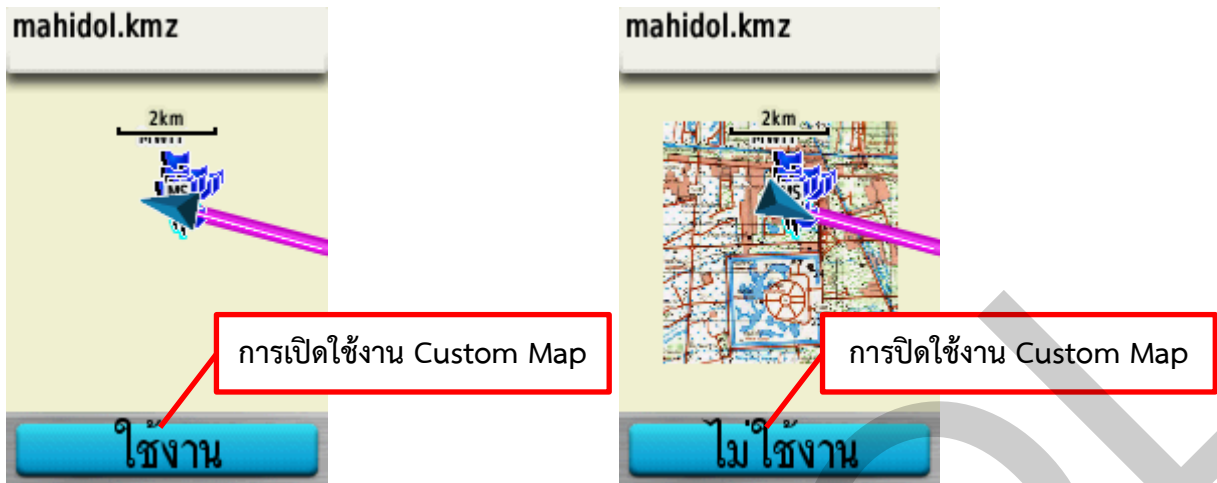 mahidol.kmz
2km
การเปิดใช้งาน Custom Map
ใช้งาน
mahidol.kmz
2km
การปิดใช้งาน Custom Map
ไม่ใช้งาน